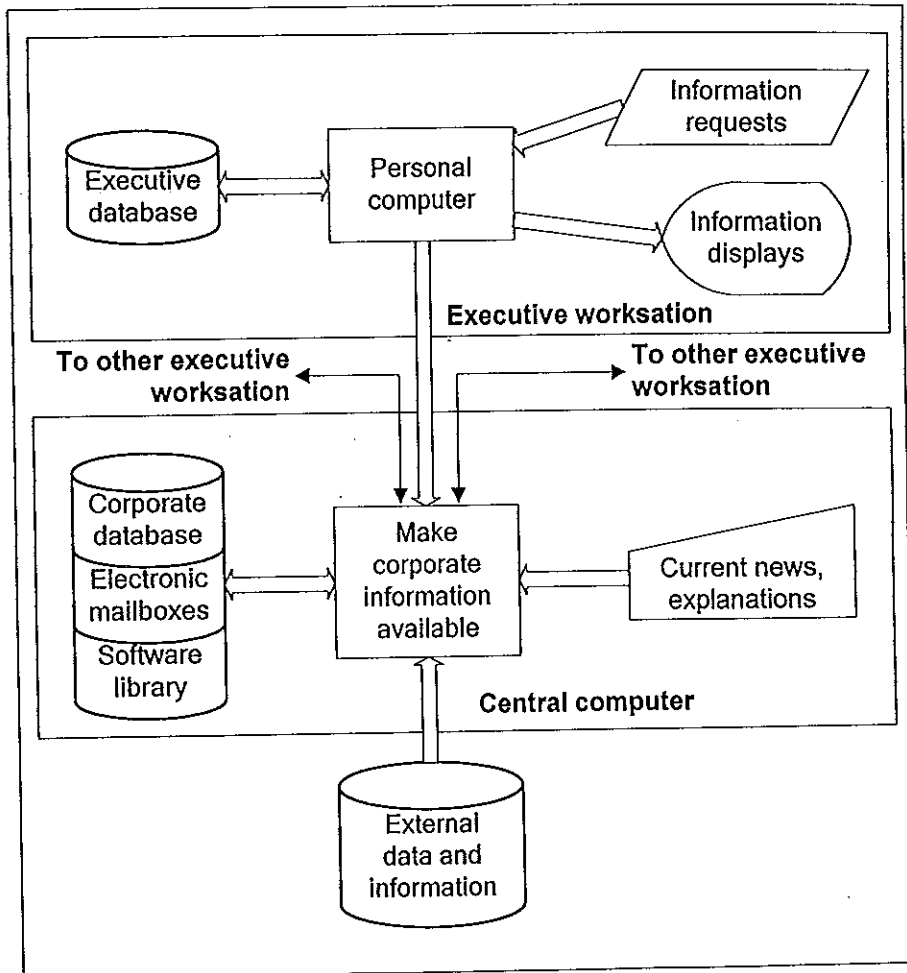 Information
requests
Personal
computer
Executive
database
Information
displays
Executive worksation
To other executive
worksation
To other executive
worksation
Corporate
database
Electronic
mailboxes
Software
library
Make
corporate
information
available
Current news,
explanations
Central computer
External
data and
information